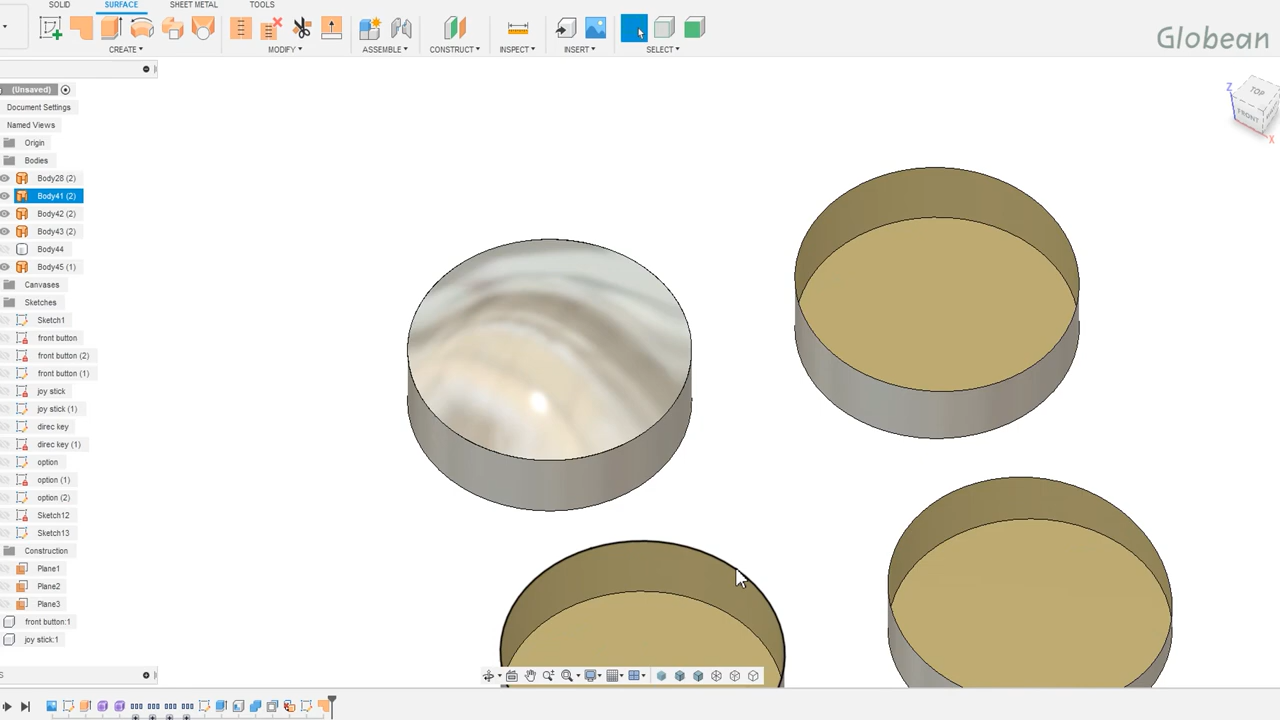 SOLID SURFACE SHEET METAL TOOLS
CREATE MODIFY ASSEMBLE CONSTRUCT INSPECT INSERT SELECT
Globean
TOP
FRONT
Z
X
(Unsaved)
Document Settings
Named Views
Origin
Bodies
Body28 (2)
Body41 (2)
Body42 (2)
Body43 (2)
Body44
Body45 (1)
Canvases
Sketches
Sketch1
front button
front button (2)
front button (1)
joy stick
joy stick (1)
direc key
direc key (1)
option
option (1)
option (2)
Sketch12
Sketch13
Construction
Plane1
Plane2
Plane3
front button:1
joy stick:1